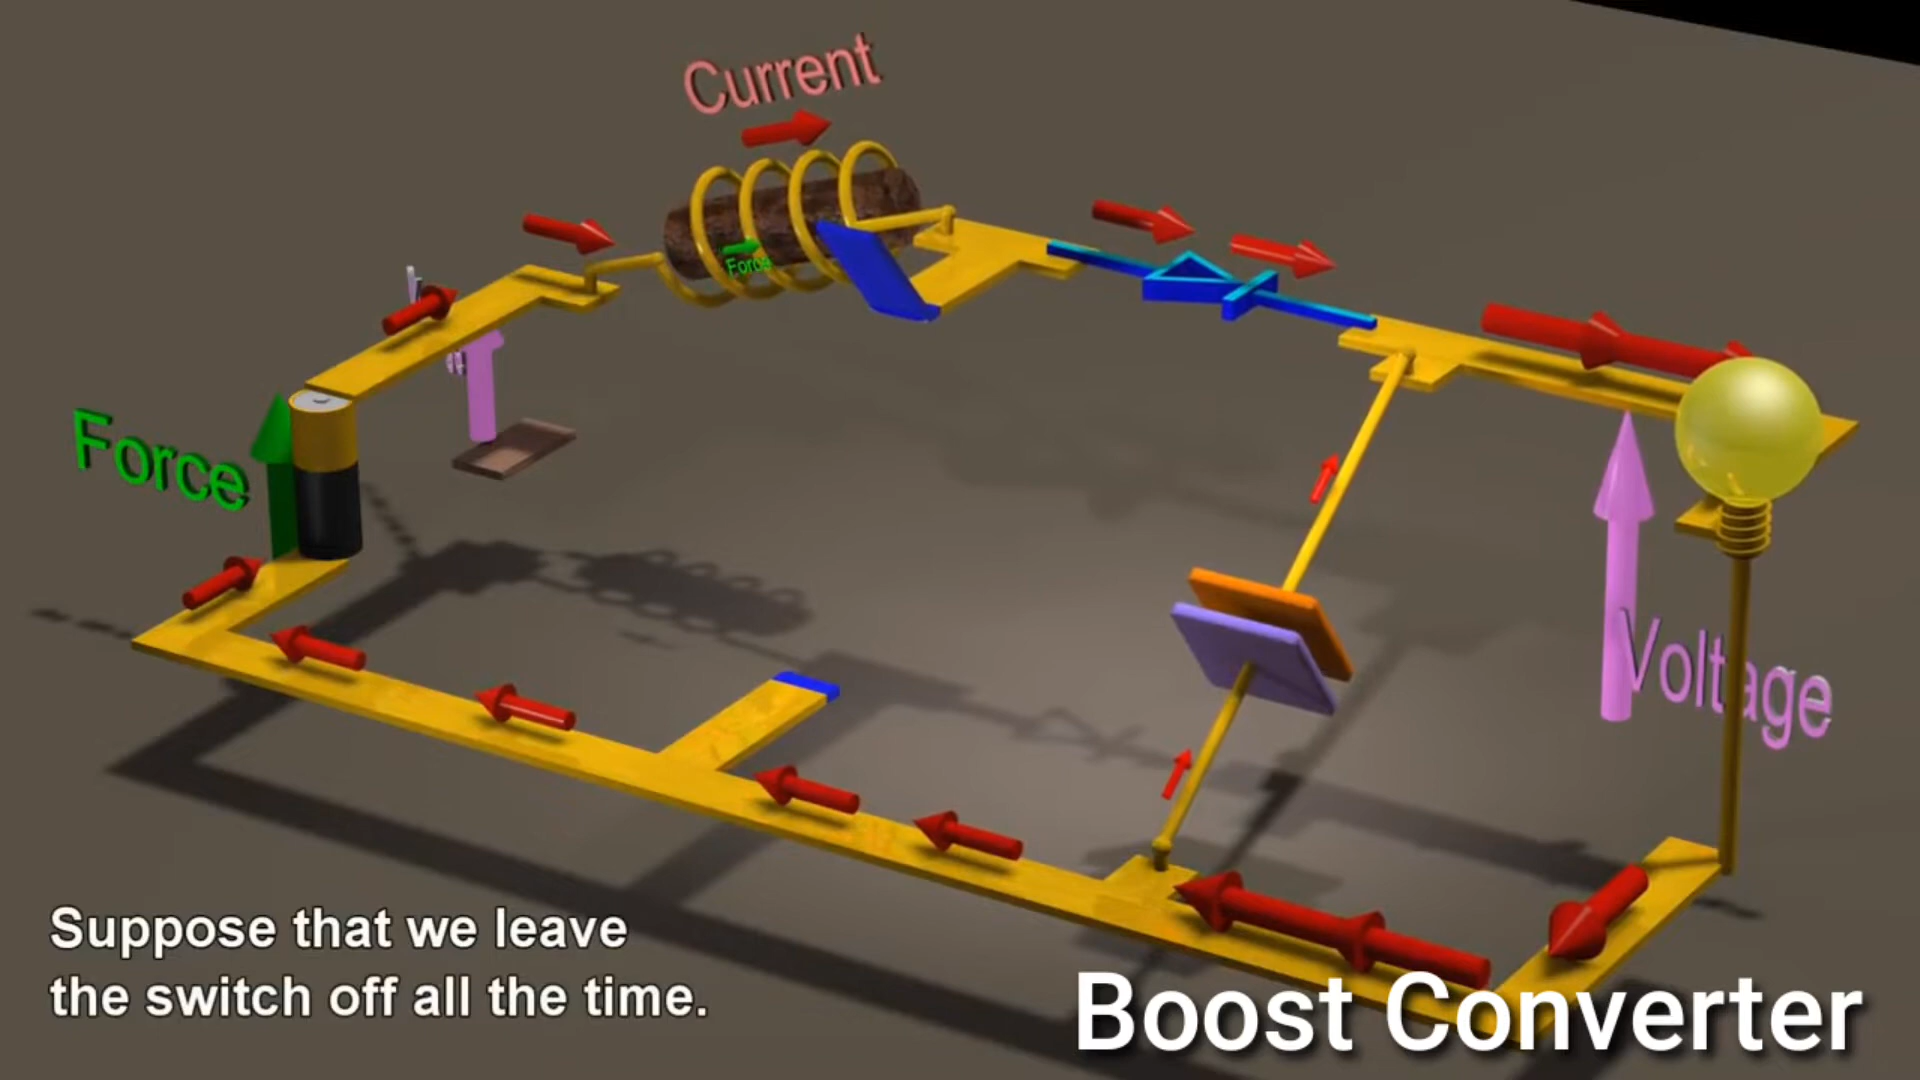 Current
Force
Force
Voltage
Suppose that we leave
the switch off all the time.
Boost Converter